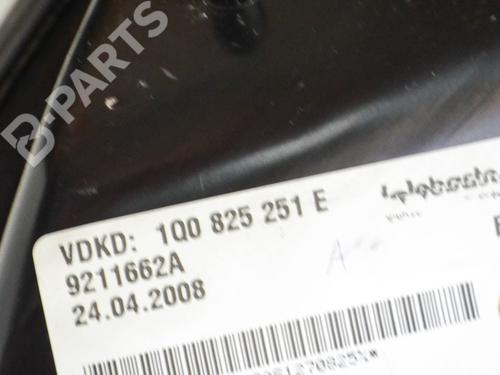 B-PARTS
VDKD: 1Q0 825 251 E
9211662A
24.04.2008